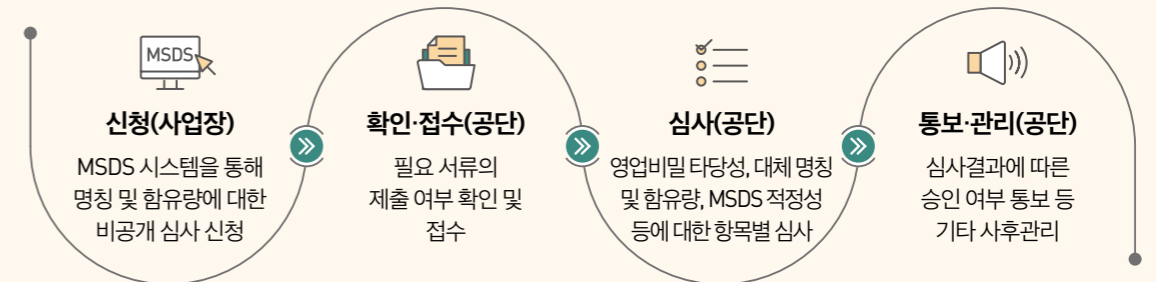 MSDS
신청(사업장)
MSDS 시스템을 통해
명칭 및 함유량에 대한
비공개 심사 신청
확인·접수(공단)
필요 서류의
제출 여부 확인 및
접수
심사(공단)
영업비밀 타당성, 대체 명칭
및 함유량, MSDS 적정성
등에 대한 항목별 심사
통보·관리(공단)
심사결과에 따른
승인 여부 통보 등
기타 사후관리